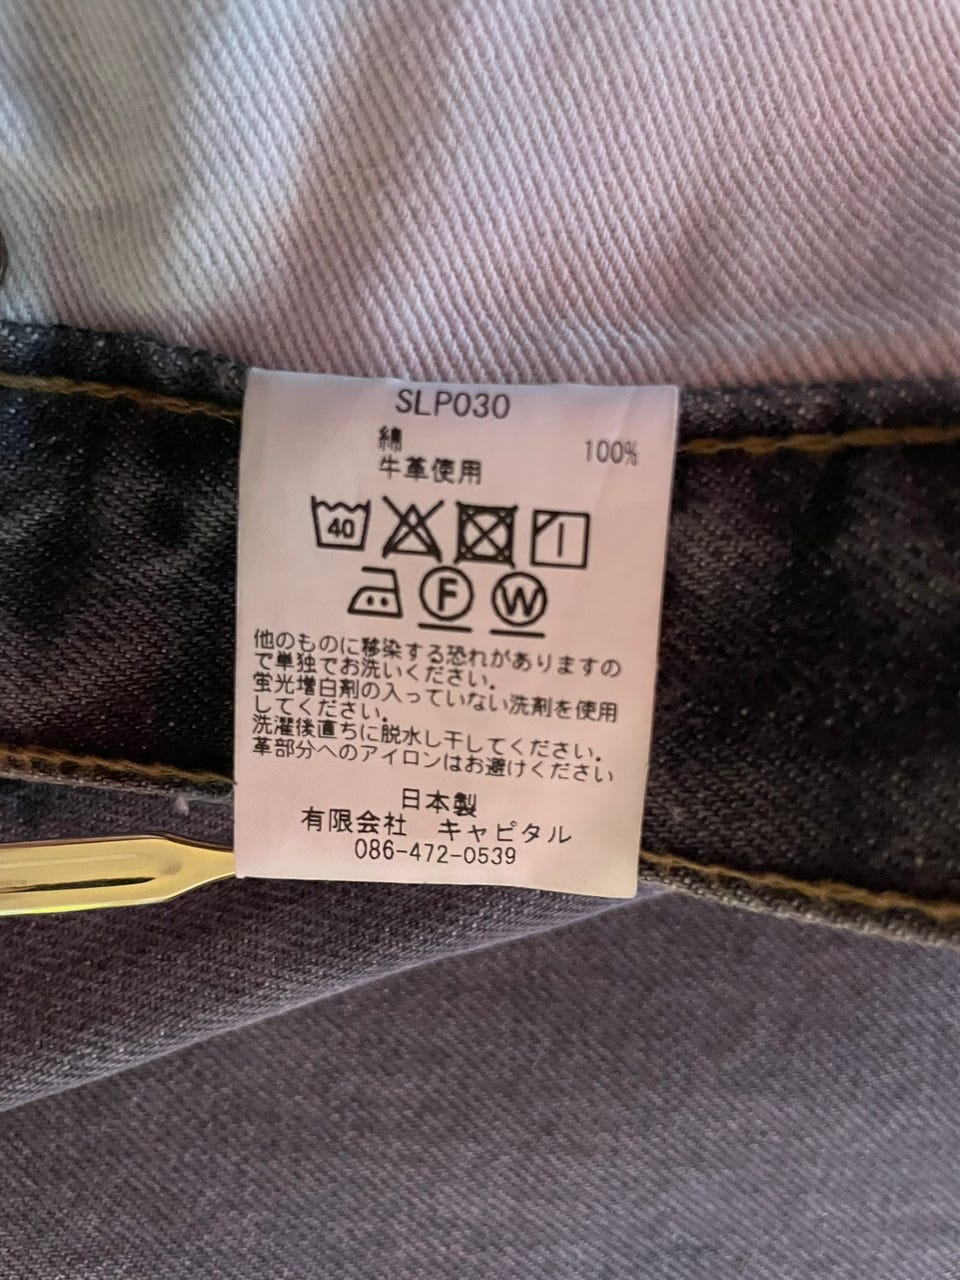 SLP030
綿 100%
牛革使用
40
F W
他のものに移染する恐れがありますの
で単独でお洗いください。
蛍光増白剤の入っていない洗剤を使用
してください。
洗濯後直ちに脱水し干してください。
革部分へのアイロンはお避けください
日本製
有限会社 キャピタル
086-472-0539